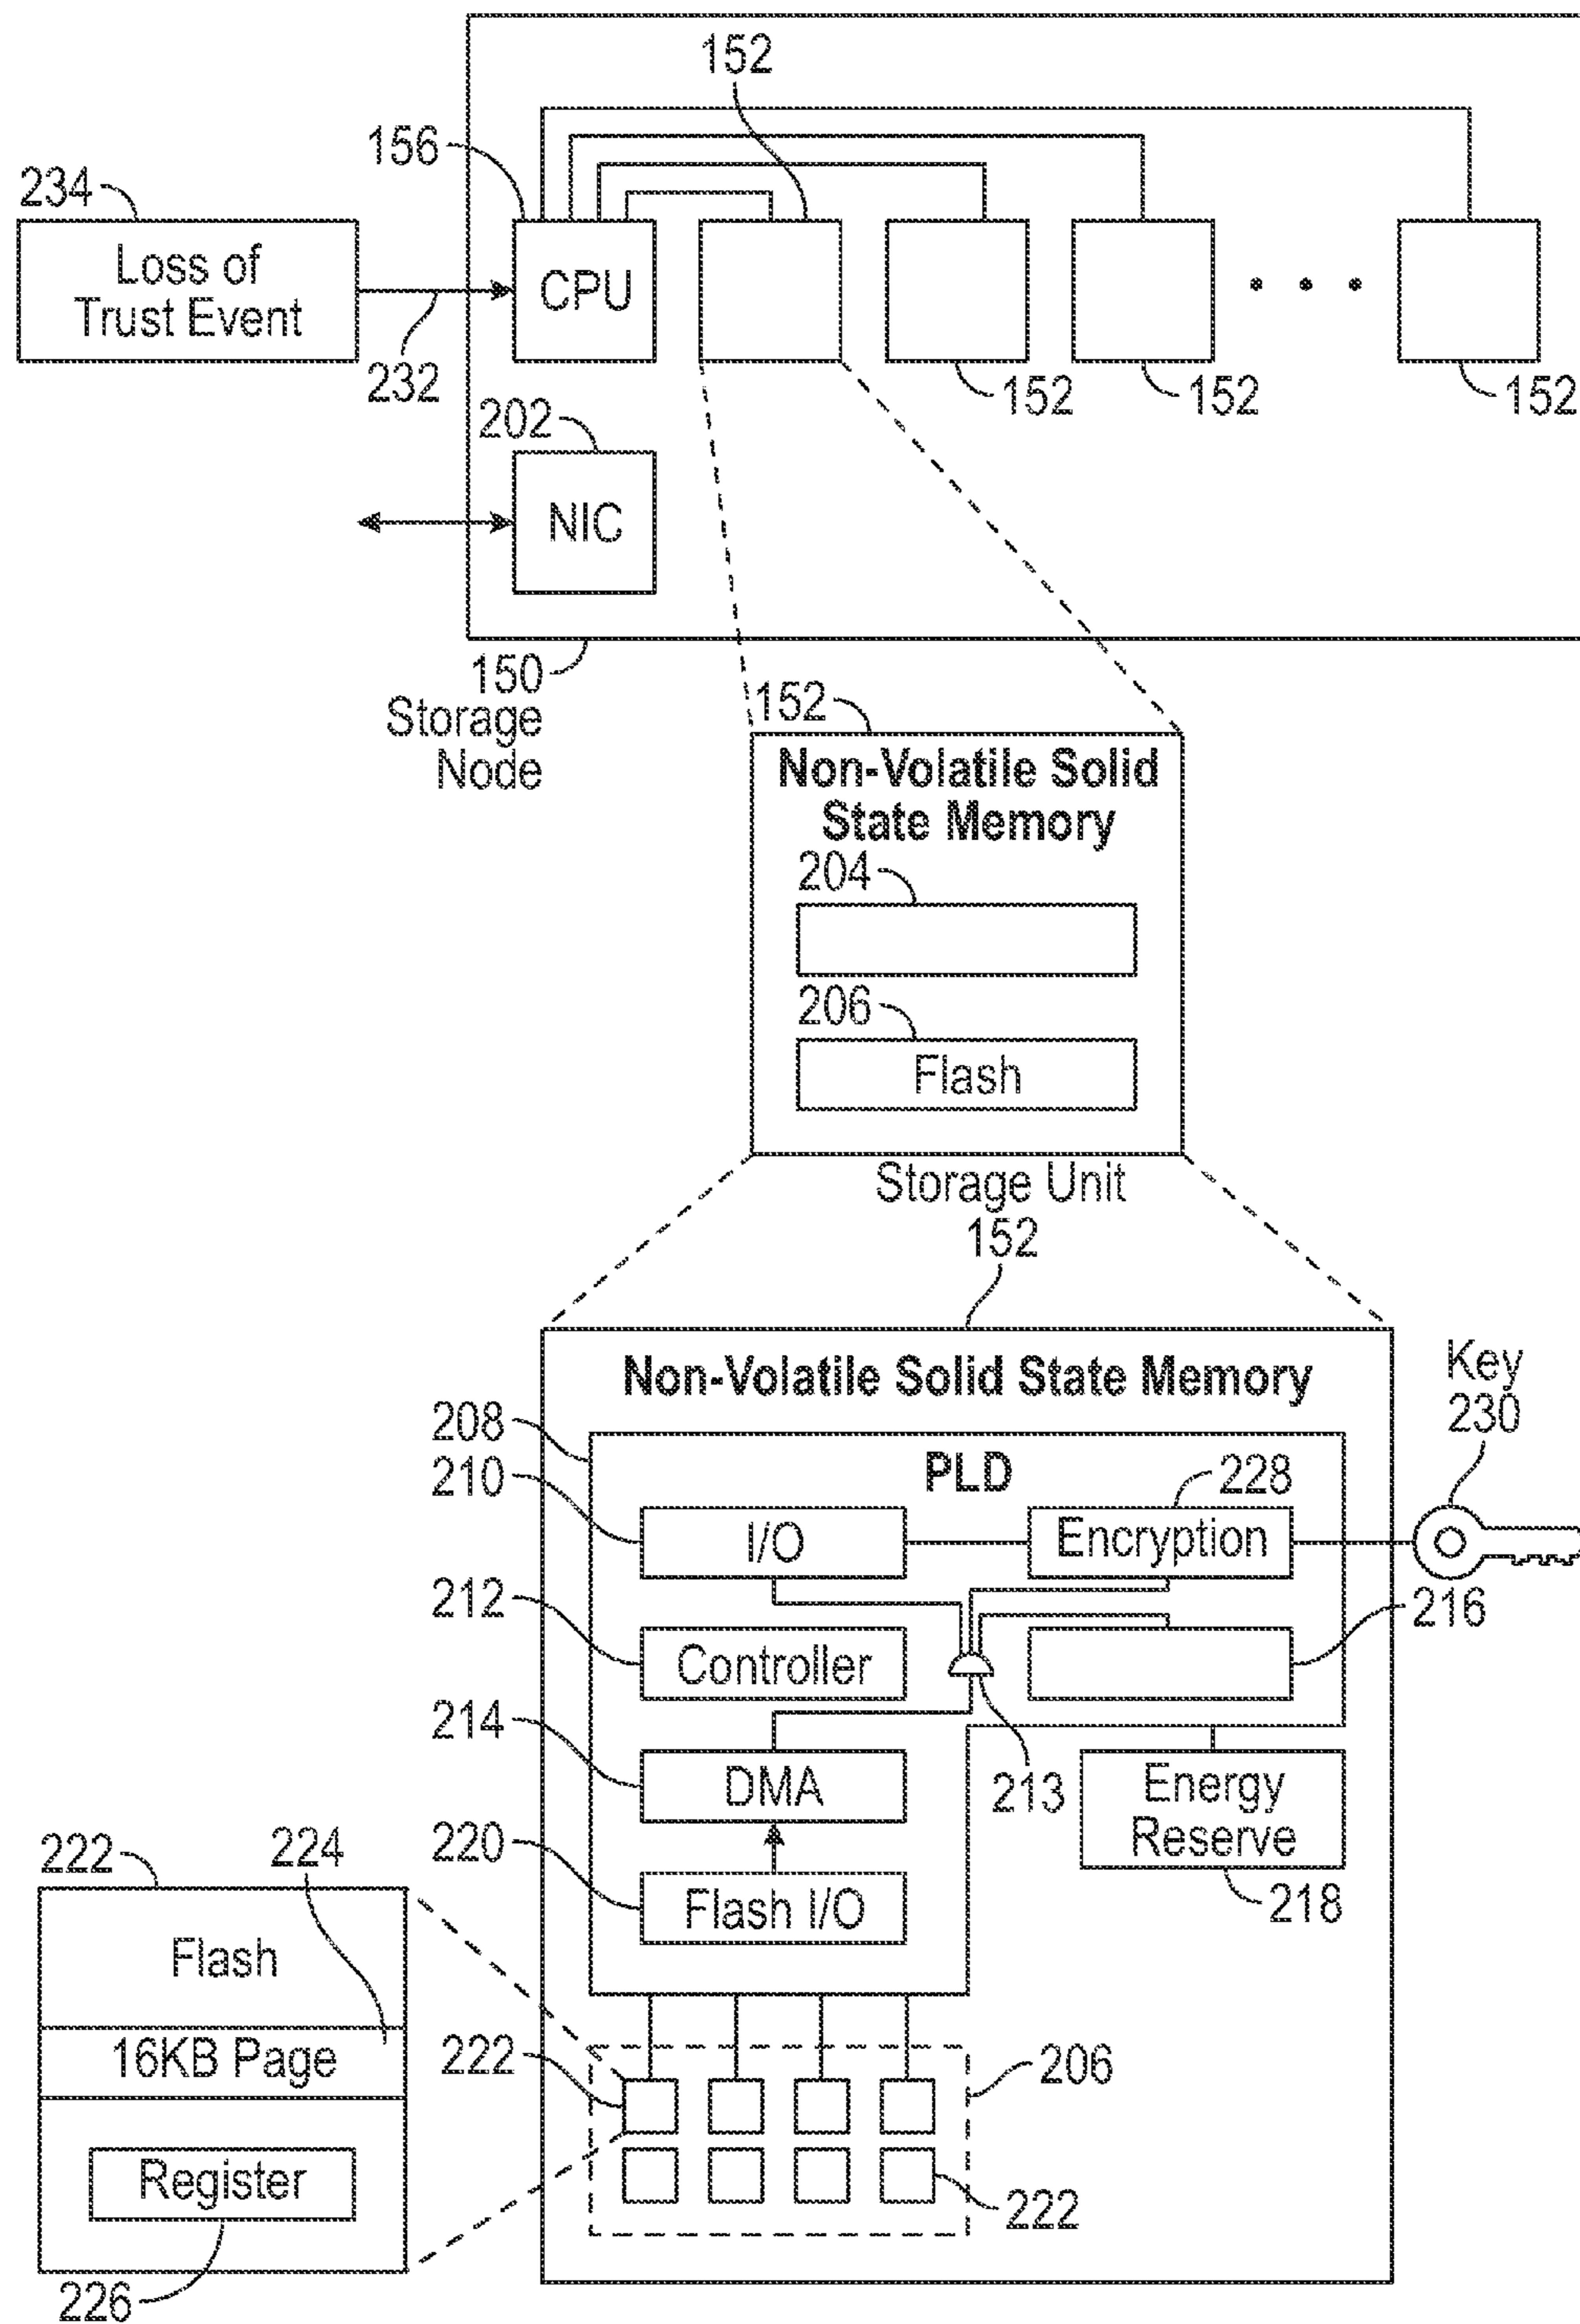 152
156
234
Loss of
Trust Event
CPU
232
152
152
152
202
NIC
150
Storage
Node
152
Non-Volatile Solid
State Memory
204
206
Flash
Storage Unit
152
Non-Volatile Solid State Memory
Key
230
208
PLD
210
228
I/O
Encryption
212
216
Controller
214
DMA
213
Energy
Reserve
220
218
Flash I/O
222
224
Flash
16KB Page
222
206
Register
222
226